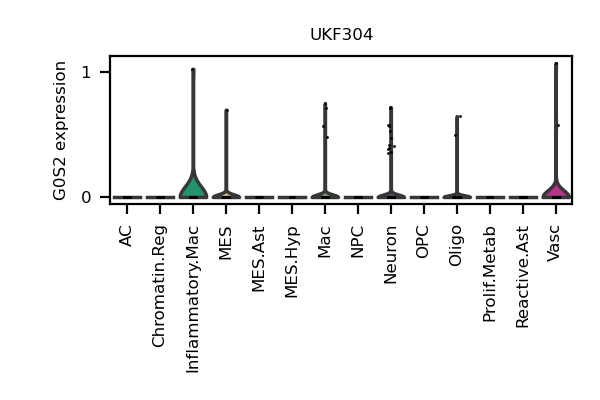 UKF304
G0S2 expression
1
0
AC
Chromatin.Reg
Inflammatory.Mac
MES
MES.Ast
MES.Hyp
Mac
NPC
Neuron
OPC
Oligo
Prolif.Metab
Reactive.Ast
Vasc